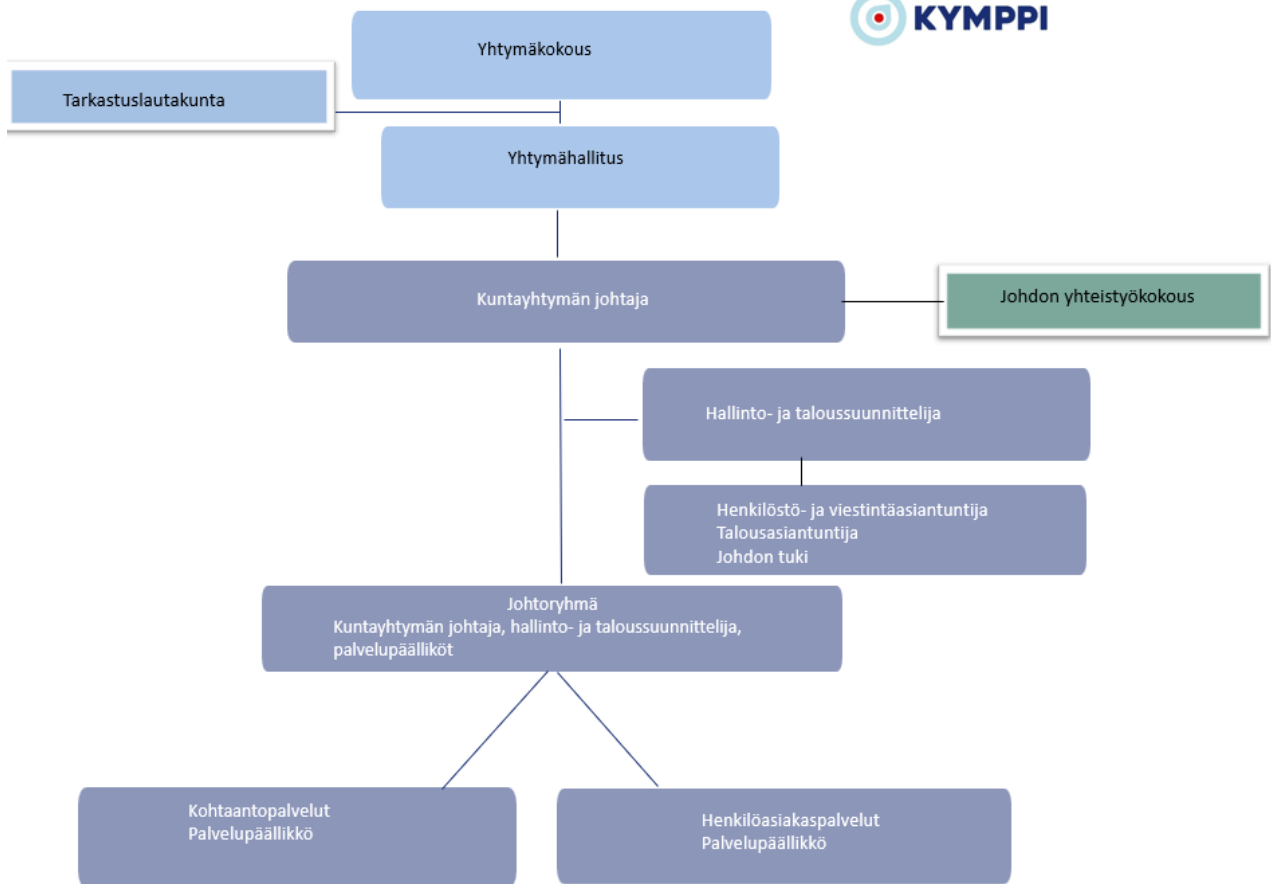 KYMPPI
Yhtymäkokous
Tarkastuslautakunta
Yhtymähallitus
Kuntayhtymän johtaja
Johdon yhteistyökokous
Hallinto- ja taloussuunnittelija
Henkilöstö- ja viestintäasiantuntija
Talousasiantuntija
Johdon tuki
Johtoryhmä
Kuntayhtymän johtaja, hallinto- ja taloussuunnittelija,
palvelupäälliköt
Kohtaantopalvelut
Palvelupäällikkö
Henkilöasiakaspalvelut
Palvelupäällikkö